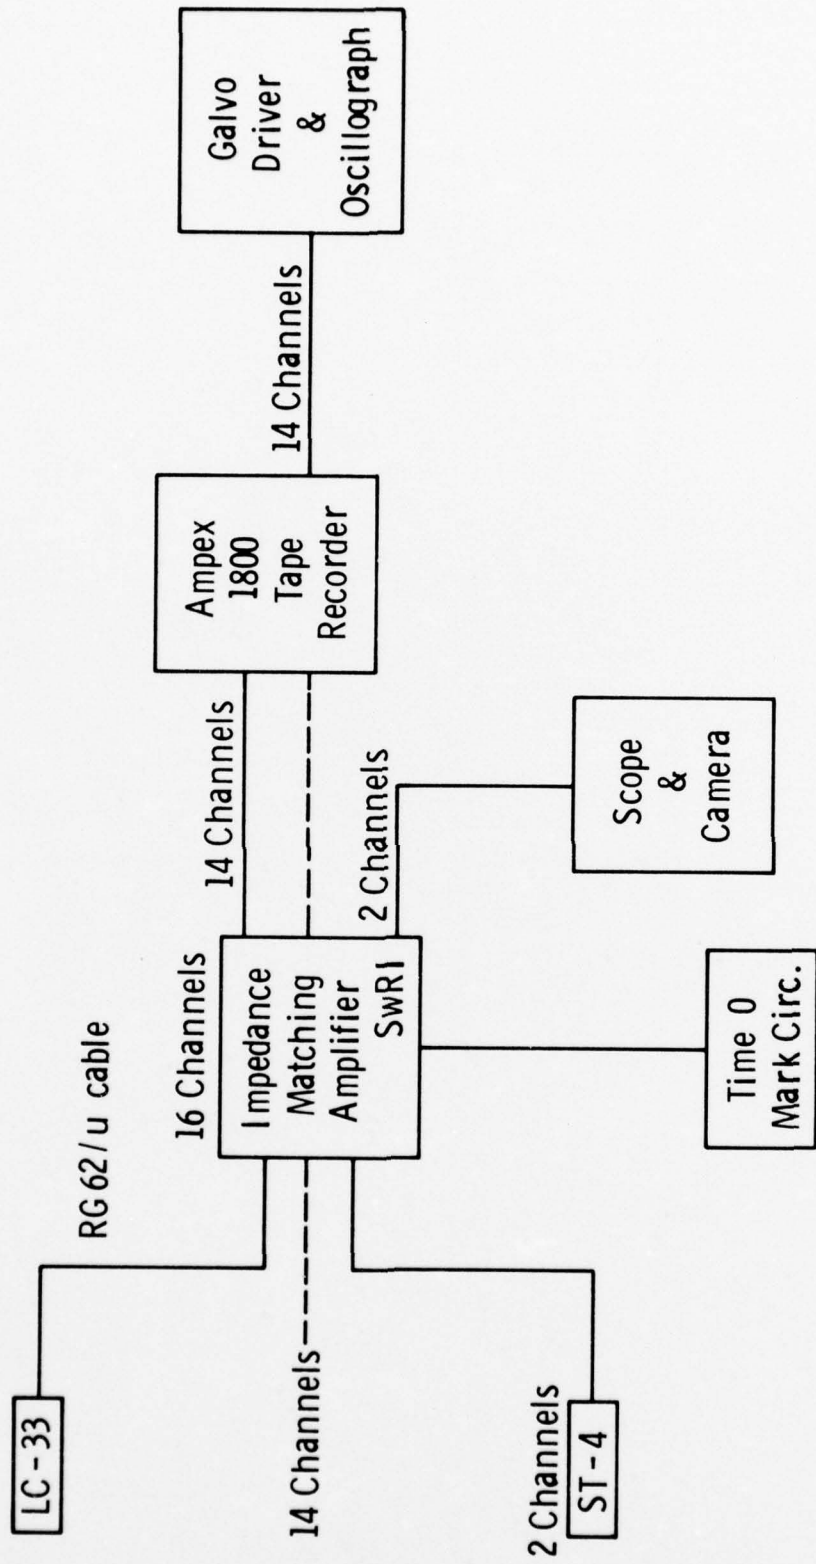 LC-33
RG 62/u cable
14 Channels
2 Channels
ST-4
16 Channels
Impedance
Matching
Amplifier
SwRI
14 Channels
2 Channels
Time 0
Mark Circ.
Scope
&
Camera
Ampex
1800
Tape
Recorder
14 Channels
Galvo
Driver
&
Oscillograph